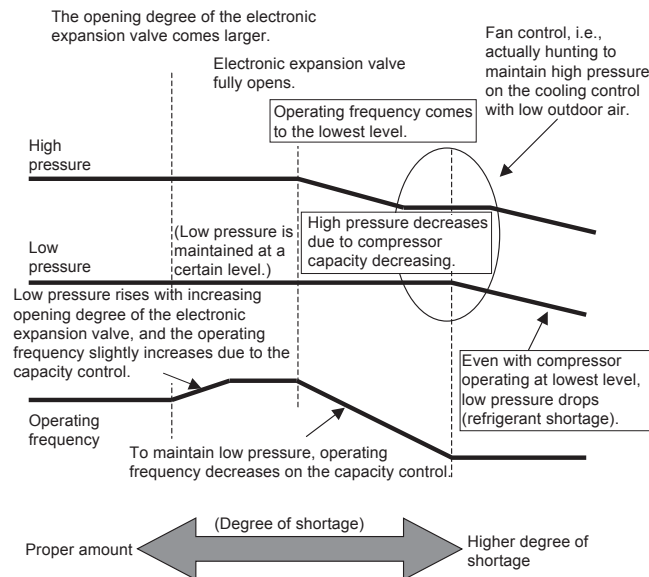 The opening degree of the electronic
expansion valve comes larger.
Electronic expansion valve
fully opens.
Fan control, i.e.,
actually hunting to
maintain high pressure
on the cooling control
with low outdoor air.
Operating frequency comes
to the lowest level.
High
pressure
(Low pressure is
maintained at a
certain level.)
High pressure decreases
due to compressor
capacity decreasing.
Low
pressure
Low pressure rises with increasing
opening degree of the electronic
expansion valve, and the operating
frequency slightly increases due to the
capacity control.
Even with compressor
operating at lowest level,
low pressure drops
(refrigerant shortage).
Operating
frequency
To maintain low pressure, operating
frequency decreases on the capacity control.
(Degree of shortage)
Proper amount
Higher degree of
shortage